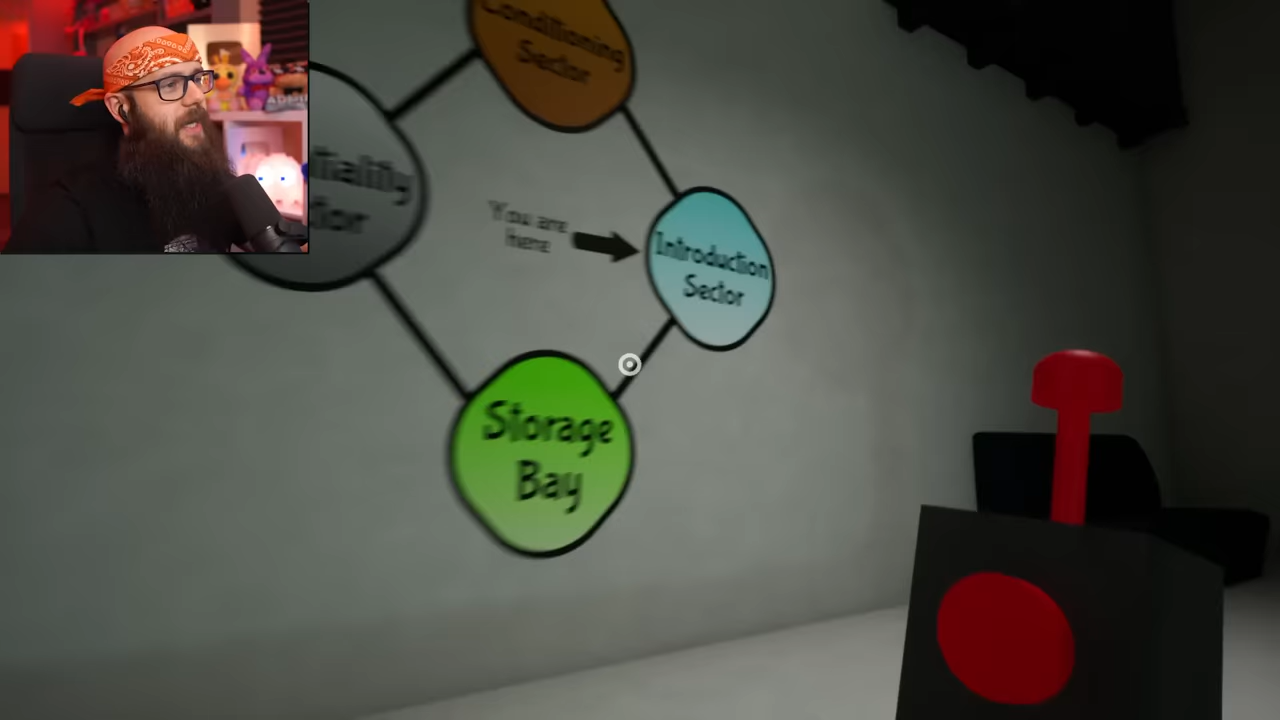 Conditioning
Sector
You are
here
Introduction
Sector
Storage
Bay